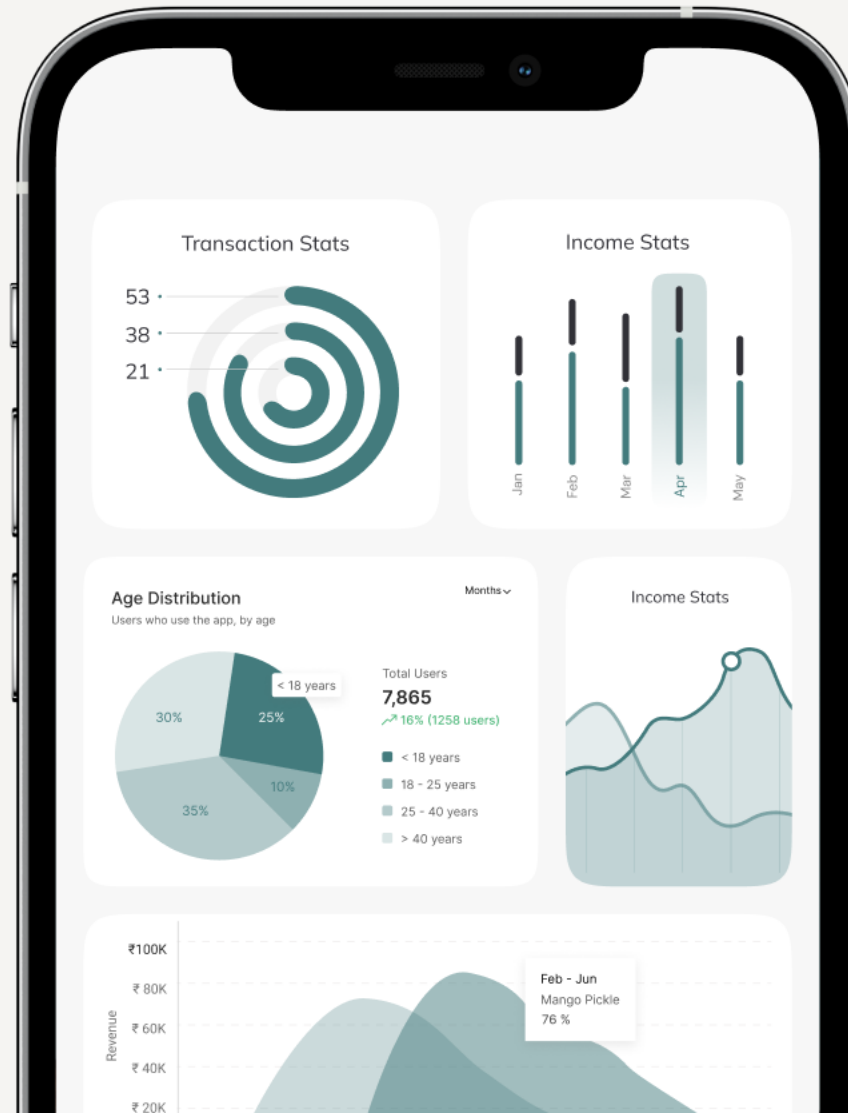 Transaction Stats
53
38
21
Income Stats
Jan
Feb
Mar
Apr
May
Age Distribution
Users who use the app, by age
Months
< 18 years
30%
25%
10%
35%
Total Users
7,865
16% (1258 users)
< 18 years
18 - 25 years
25 - 40 years
> 40 years
Income Stats
Revenue
₹100K
₹ 80K
₹ 60K
₹ 40K
₹ 20K
Feb - Jun
Mango Pickle
76 %